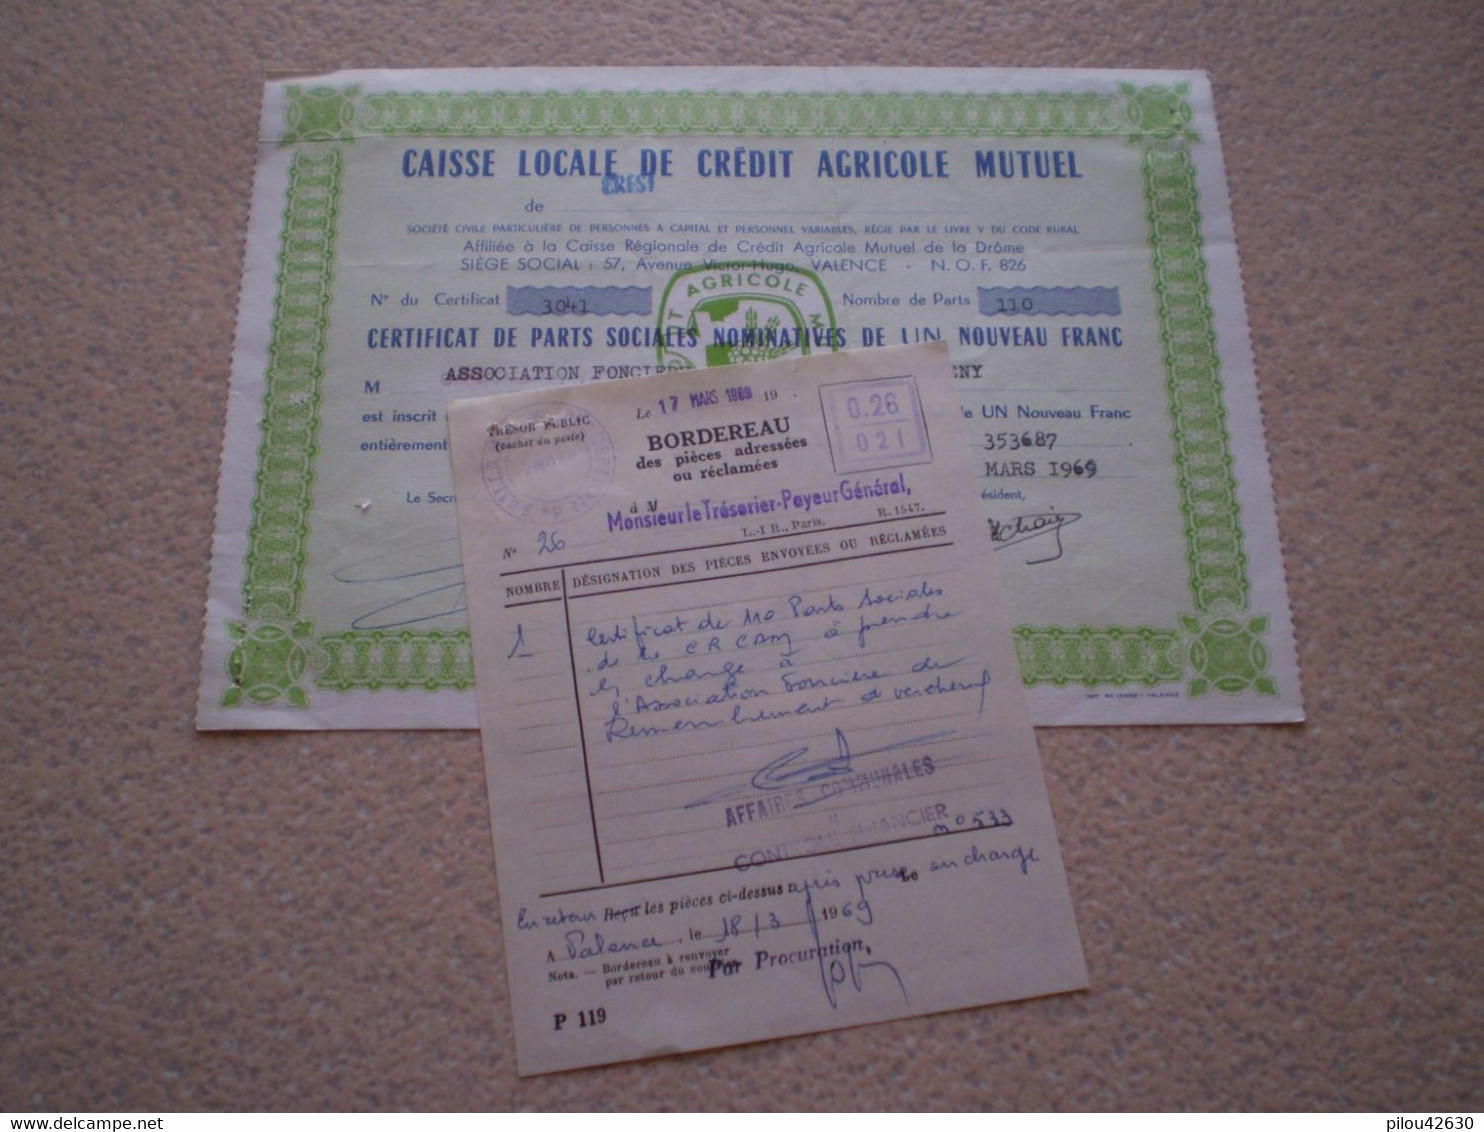 CAISSE LOCALE DE CRÉDIT AGRICOLE MUTUEL
CREST
de
SOCIÉTÉ CIVILE PARTICULIÈRE DE PERSONNES A CAPITAL ET PERSONNEL VARIABLES, RÉGIE PAR LE LIVRE V DU CODE RURAL
Affiliée à la Caisse Régionale de Crédit Agricole Mutuel de la Drôme
SIÈGE SOCIAL : 57, Avenue Victor-Hugo, VALENCE - N. O. F. 826
IT AGRICOLE M
N° du Certificat 3041 Nombre de Parts 110
CERTIFICAT DE PARTS SOCIALES NOMINATIVES DE UN NOUVEAU FRANC
M ASSOCIATION FONCIER
est inscrit de UN Nouveau Franc
entièrement 353687
MARS 1969
Le Secr ésident,
TRÉSOR PUBLIC
(cachet du poste)
Le 17 MARS 1969 19
BORDEREAU
des pièces adressées
ou réclamées
0.26
021
à M
Monsieur le Trésorier-Payeur Général,
L.-I R., Paris. R. 1547.
N° 26
NOMBRE DÉSIGNATION DES PIÈCES ENVOYÉES OU RÉCLAMÉES
1 Certificat de 110 Parts Sociales
de la CRCAM à prendre
en charge à
l'Association Foncière de
Remembrement d
AFFAIRES COMMUNALES
CONTROLE FINANCIER
n° 533
En retour Reçu les pièces ci-dessus après prise Le en charge
A Valence, le 18/3 1969
Nota. — Bordereau à renvoyer
par retour du courrier
Par Procuration,
P 119
pilou42630